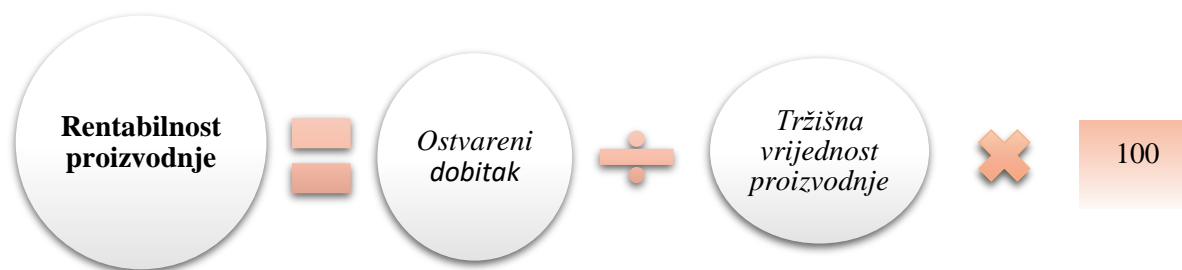 Rentabilnost
proizvodnje
Ostvareni
dobitak
Tržišna
vrijednost
proizvodnje
100